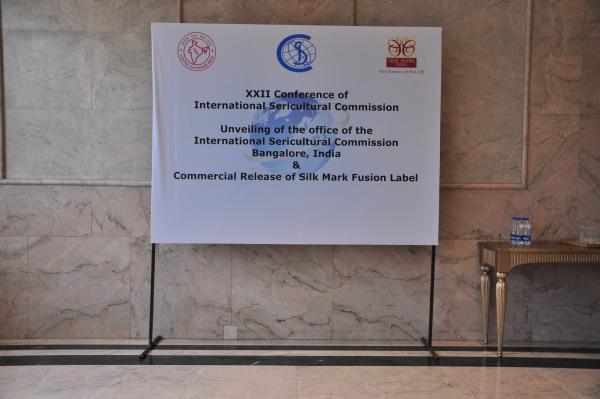 SILK MARK
INDIA
XXII Conference of
International Sericultural Commission
Unveiling of the office of the
International Sericultural Commission
Bangalore, India
&
Commercial Release of Silk Mark Fusion Label